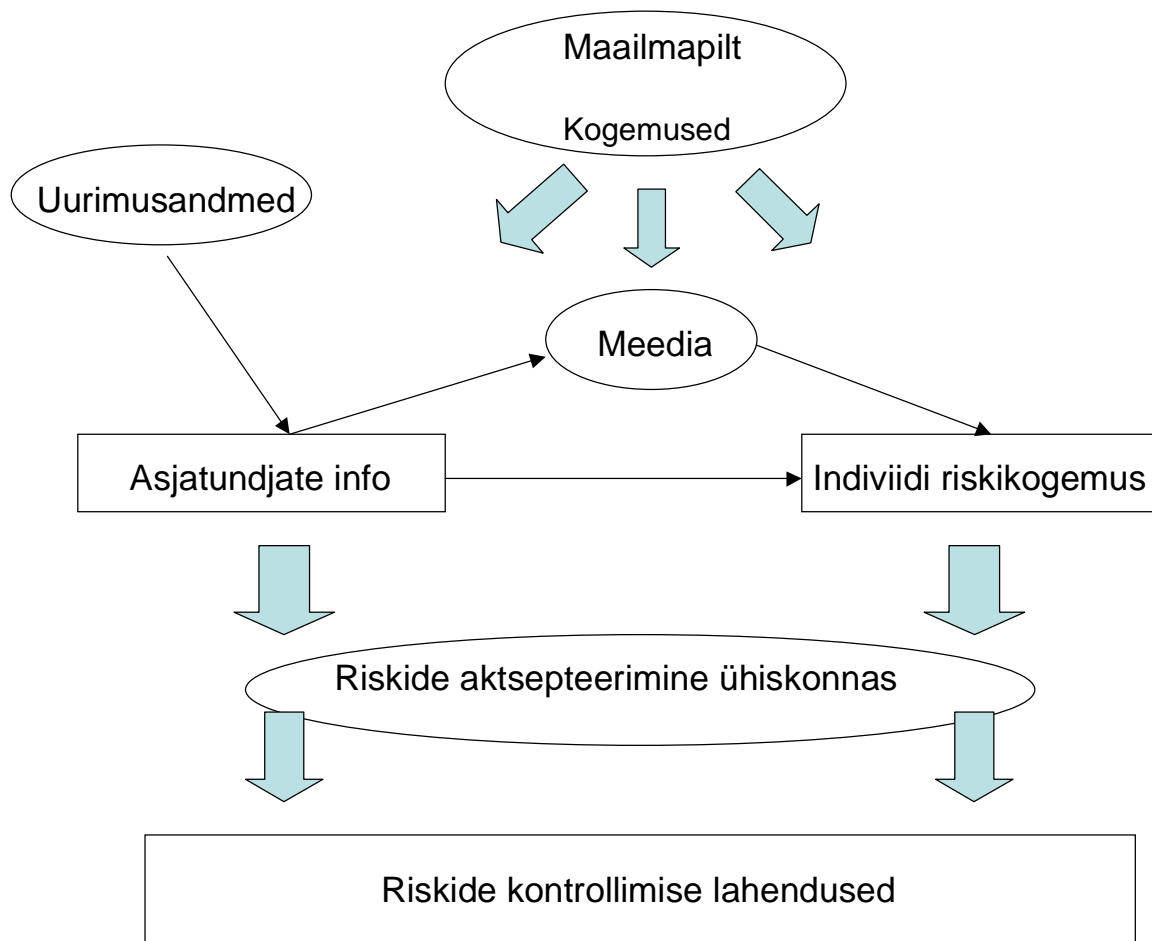 Maailmapilt
Kogemused
Uurimusandmed
Meedia
Asjatundjate info
Indiviidi riskikogemus
Riskide aktsepteerimine ühiskonnas
Riskide kontrollimise lahendused